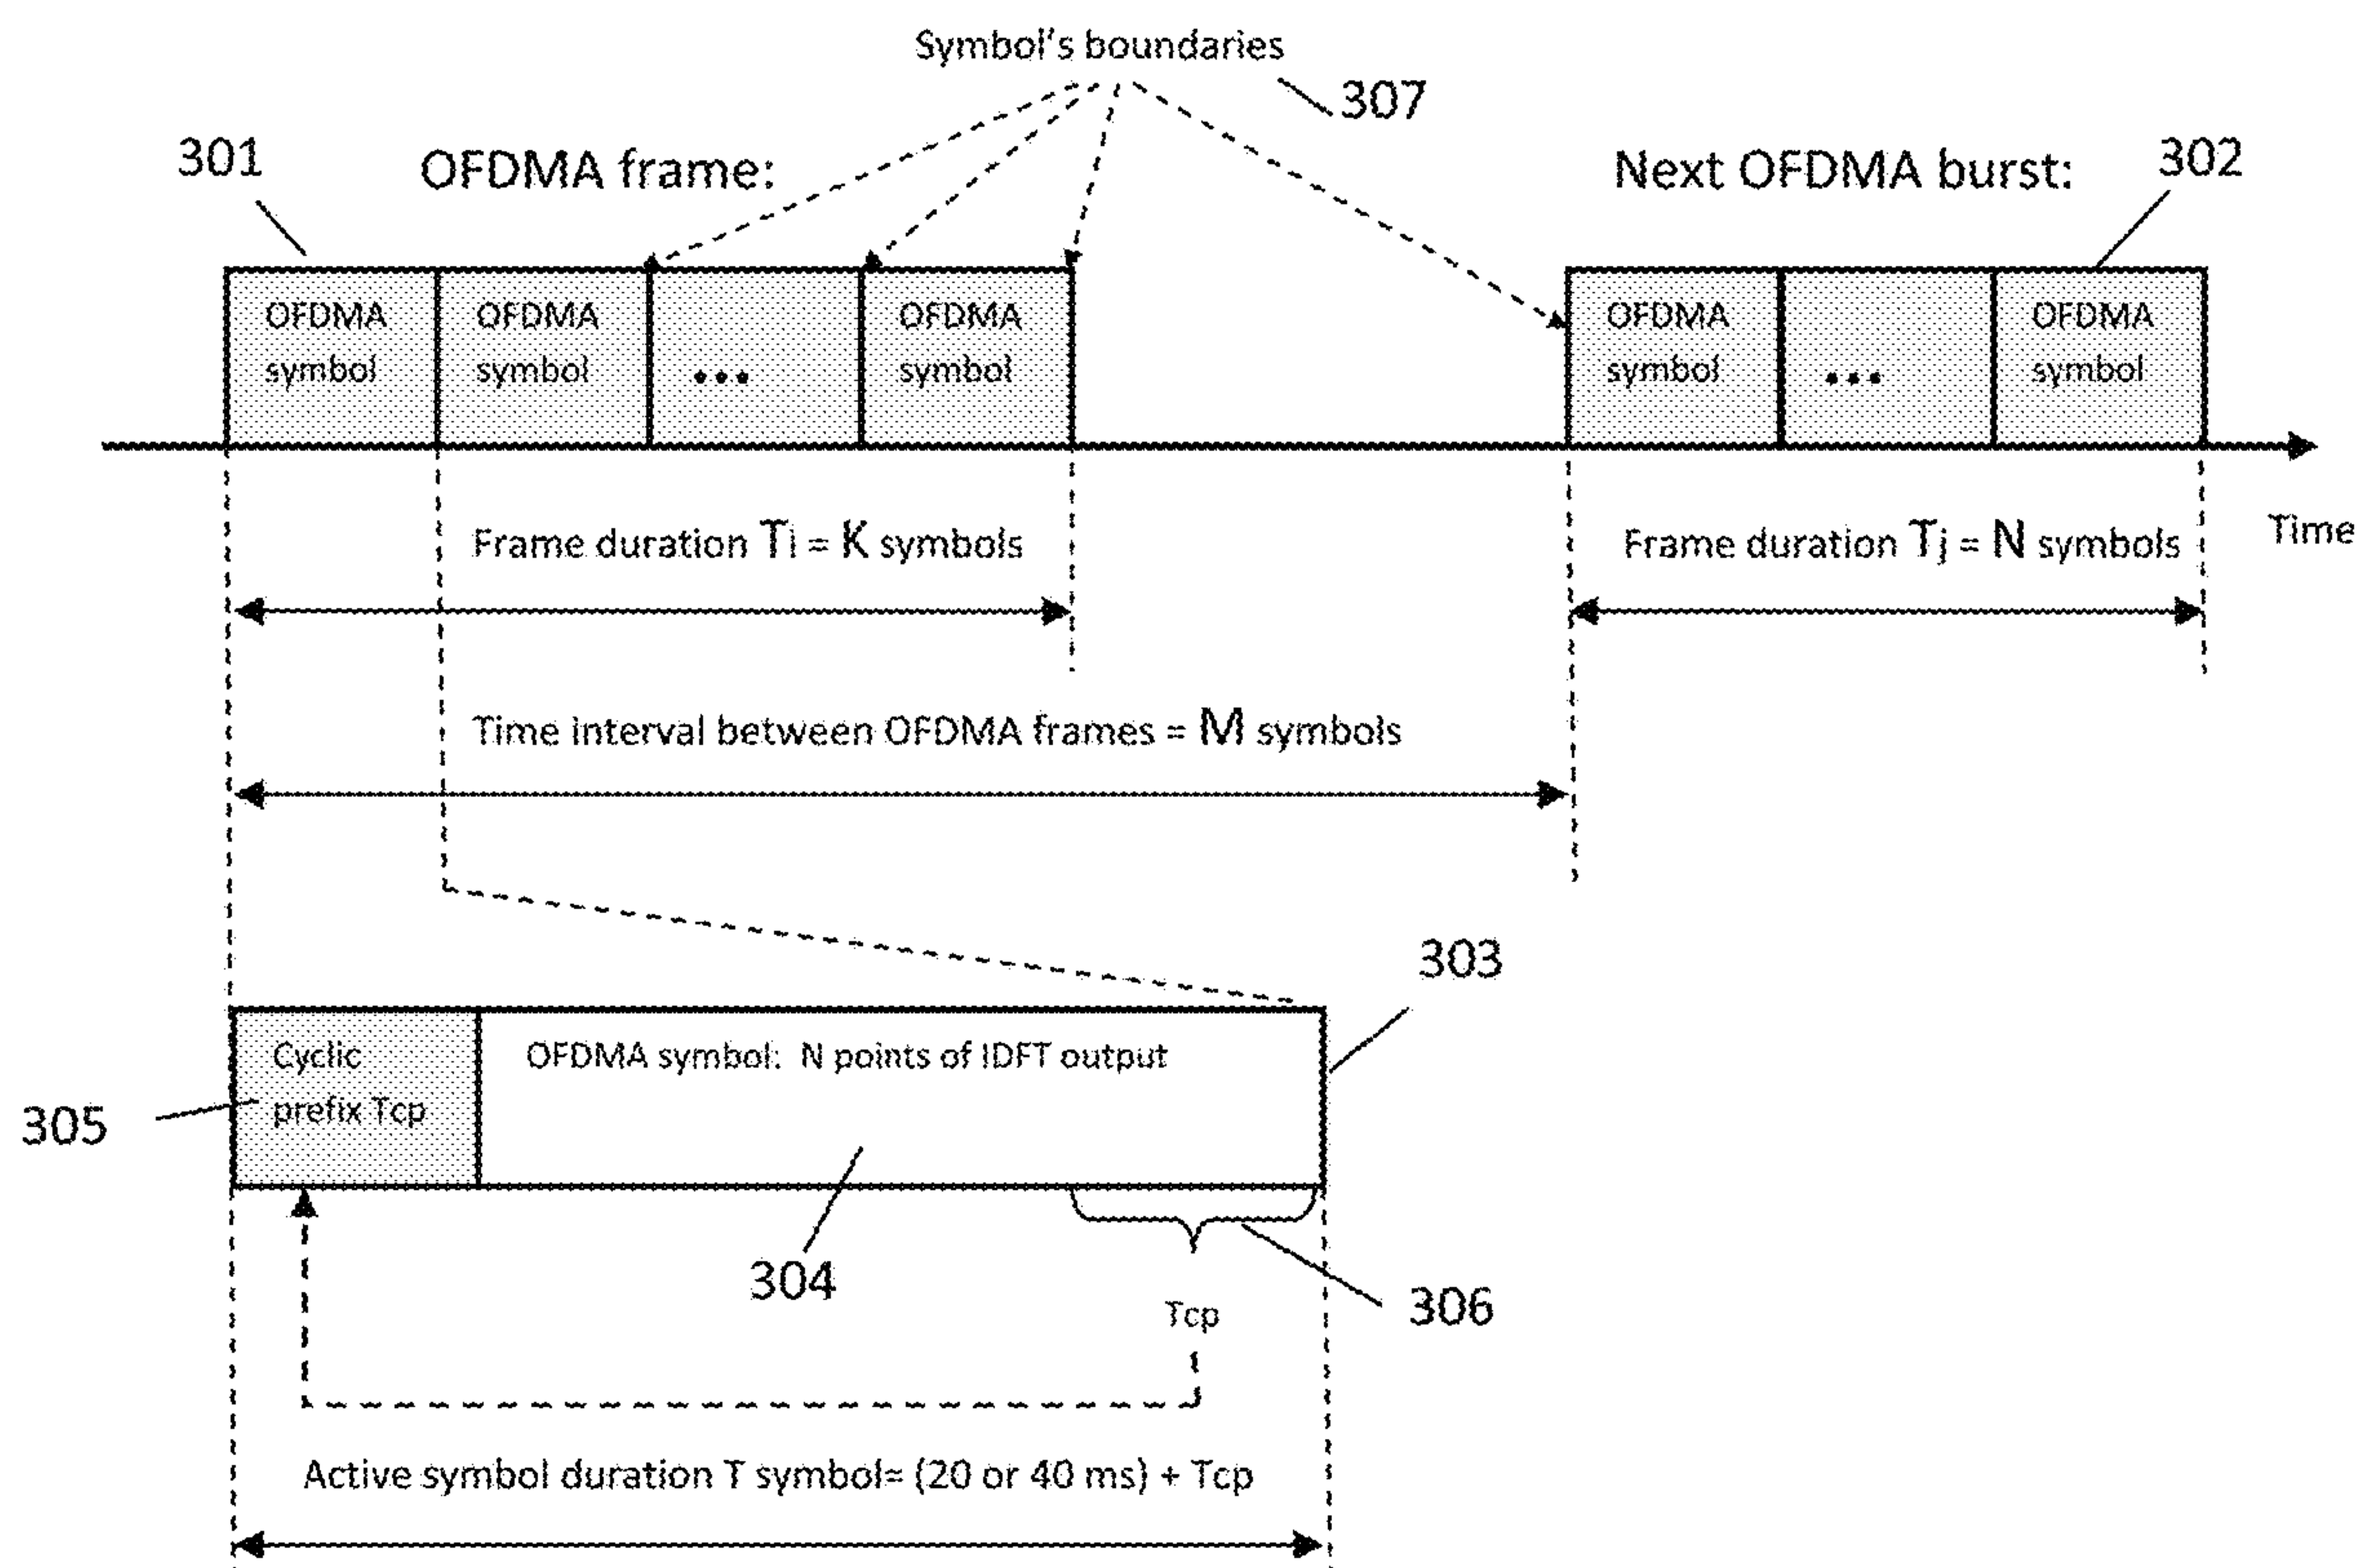 Symbol's boundaries
307
301
OFDMA frame:
Next OFDMA burst:
302
OFDMA
symbol
OFDMA
symbol
...
OFDMA
symbol
OFDMA
symbol
...
OFDMA
symbol
Frame duration Ti = K symbols
Frame duration Tj = N symbols
Time
Time interval between OFDMA frames = M symbols
303
Cyclic
prefix Tcp
OFDMA symbol: N points of IDFT output
305
304
Tcp
306
Active symbol duration T symbol= (20 or 40 ms) + Tcp